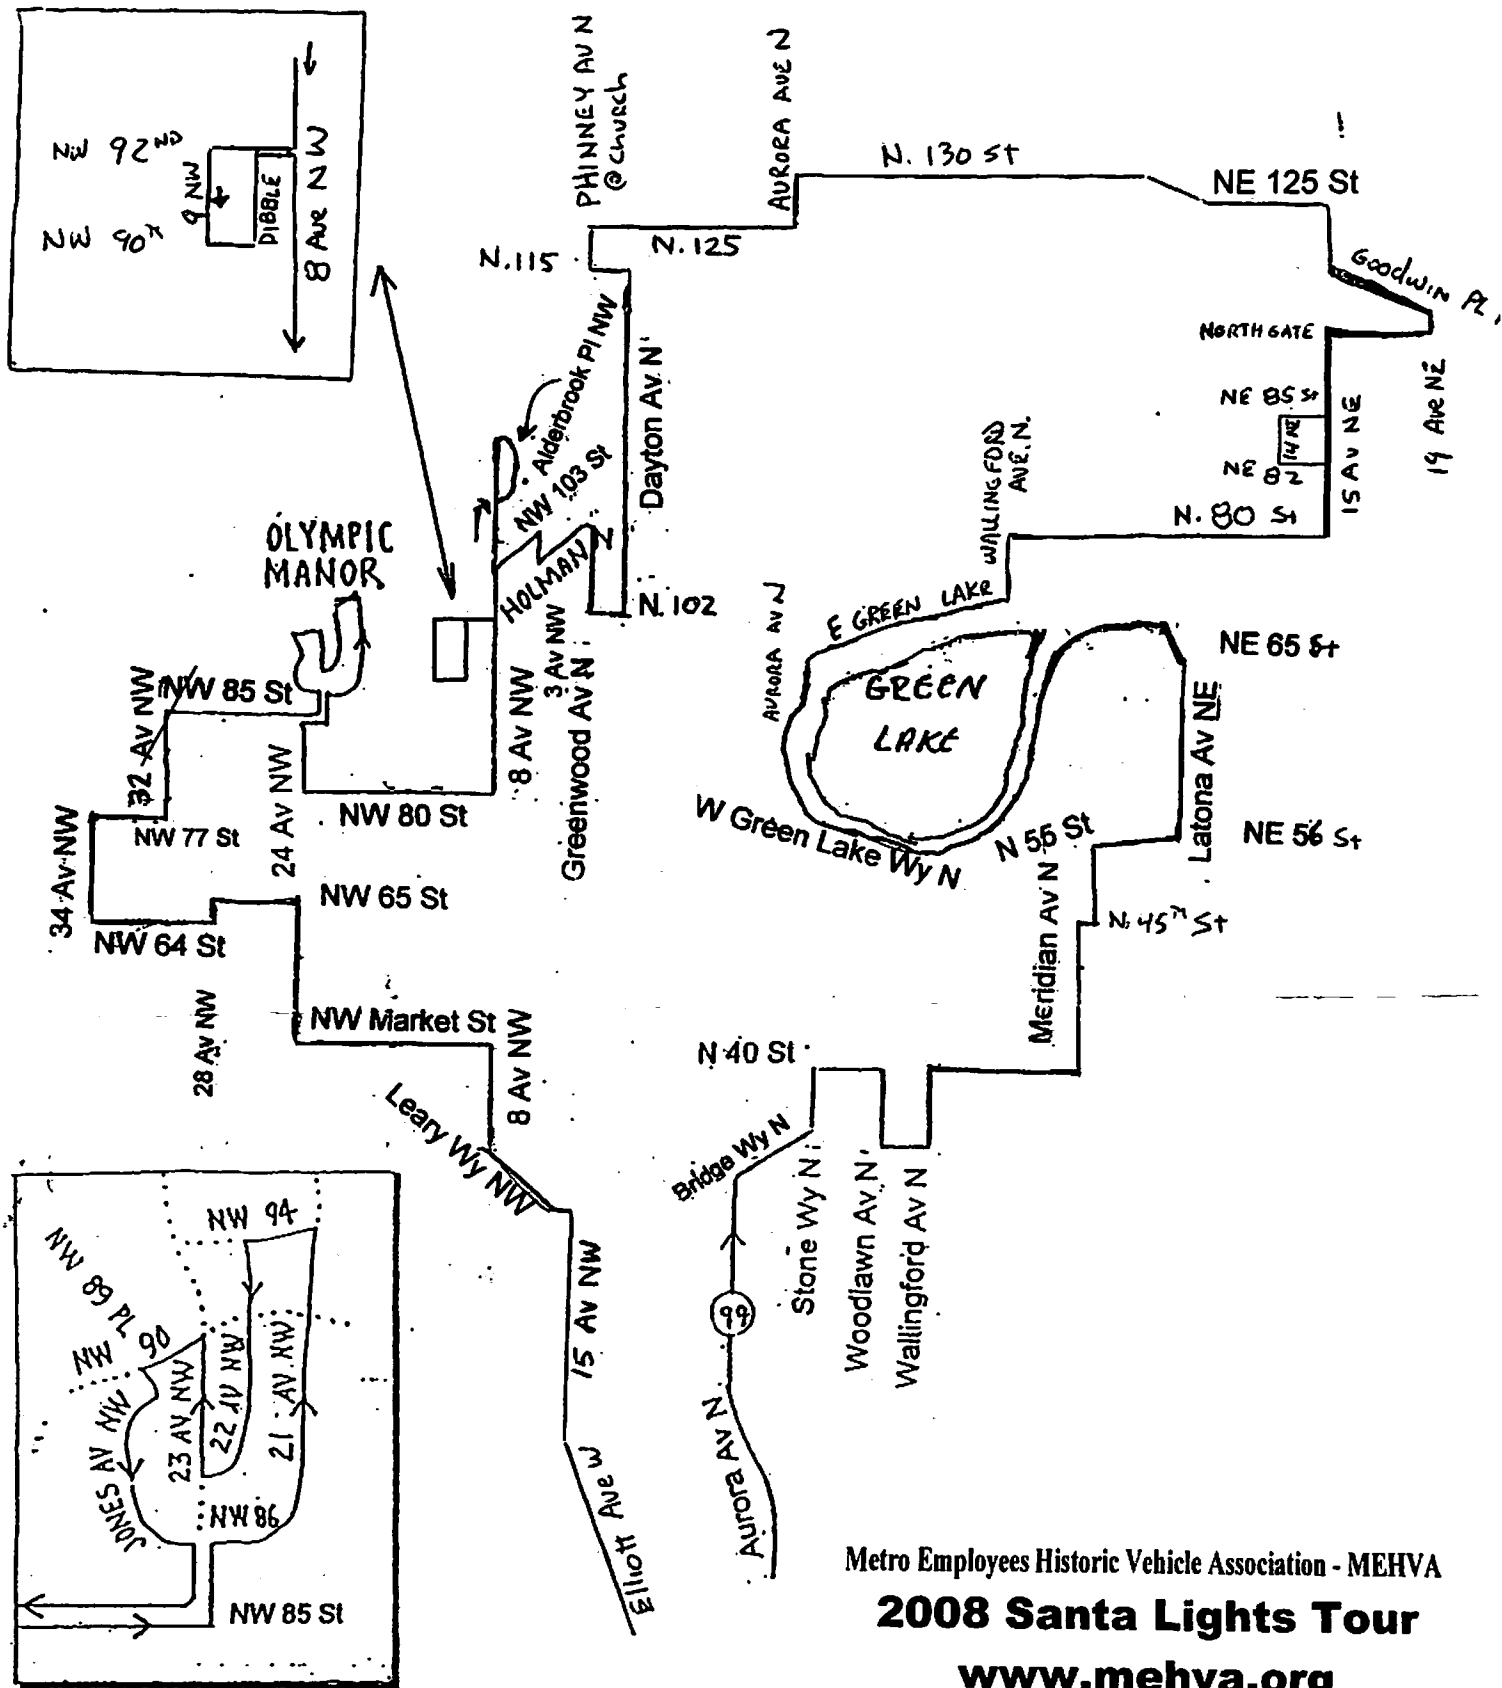 NW 92ND
9 NW
DIBBLE
8 Ave NW
NW 90TH
PHINNEY AV N
@ Church
AURORA AVE N
N. 130 St
NE 125 St
N.115
N.125
GOODWIN PL,
NORTHGATE
Alderbrook Pl NW
Dayton Av N
NE 85 St
14 NE
NE 82
15 AV NE
19 Ave NE
WALLINGFORD
AVE. N.
NW 103 St
N. 80 St
OLYMPIC
MANOR
HOLMAN
N
N. 102
3 AV NW
Greenwood Av N
8 AV NW
AURORA AV N
E GREEN LAKE
GREEN
LAKE
NE 65 St
Latona Av NE
32 AV NW
NW 85 St
24 AV NW
NW 80 St
NW 77 St
34 Av NW
W Green Lake Wy N
N 55 St
NE 56 St
NW 65 St
NW 64 St
Meridian Av N
N. 45TH St
28 Av NW
NW Market St
8 AV NW
Leary Wy NW
N 40 St
Bridge Wy N
Stone Wy N
Woodlawn Av N
Wallingford Av N
99
15 AV NW
Elliott Ave W
Aurora Av N
NW 94
NW 89 PL
NW 90
23 AV NW
22 AV NW
21 AV. NW
JONES AV NW
NW 86
NW 85 St
Metro Employees Historic Vehicle Association - MEHVA
2008 Santa Lights Tour
www.mehva.org